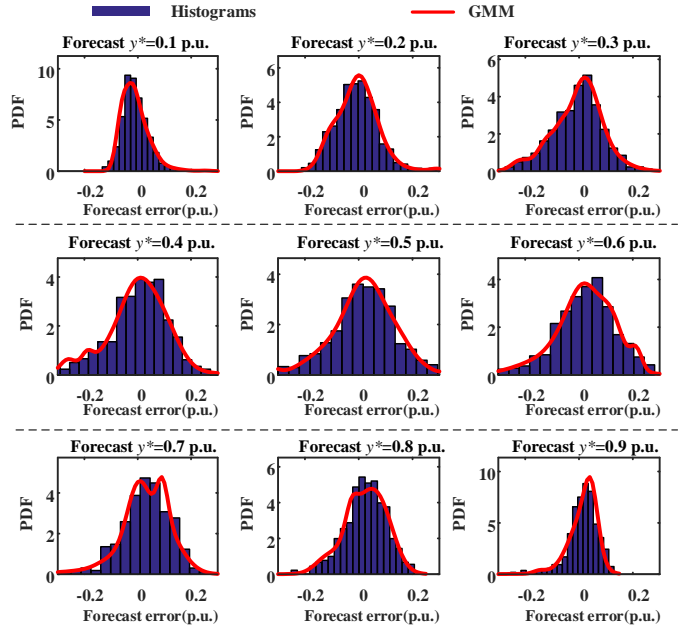 Histograms GMM
Forecast y*=0.1 p.u. Forecast y*=0.2 p.u. Forecast y*=0.3 p.u.
PDF
10
5
0
-0.2 0 0.2
Forecast error(p.u.)
PDF
6
4
2
0
-0.2 0 0.2
Forecast error(p.u.)
PDF
6
4
2
0
-0.2 0 0.2
Forecast error(p.u.)
Forecast y*=0.4 p.u. Forecast y*=0.5 p.u. Forecast y*=0.6 p.u.
PDF
4
2
0
-0.2 0 0.2
Forecast error(p.u.)
PDF
4
2
0
-0.2 0 0.2
Forecast error(p.u.)
PDF
4
2
0
-0.2 0 0.2
Forecast error(p.u.)
Forecast y*=0.7 p.u. Forecast y*=0.8 p.u. Forecast y*=0.9 p.u.
PDF
4
2
0
-0.2 0 0.2
Forecast error(p.u.)
PDF
6
4
2
0
-0.2 0 0.2
Forecast error(p.u.)
PDF
10
5
0
-0.2 0 0.2
Forecast error(p.u.)